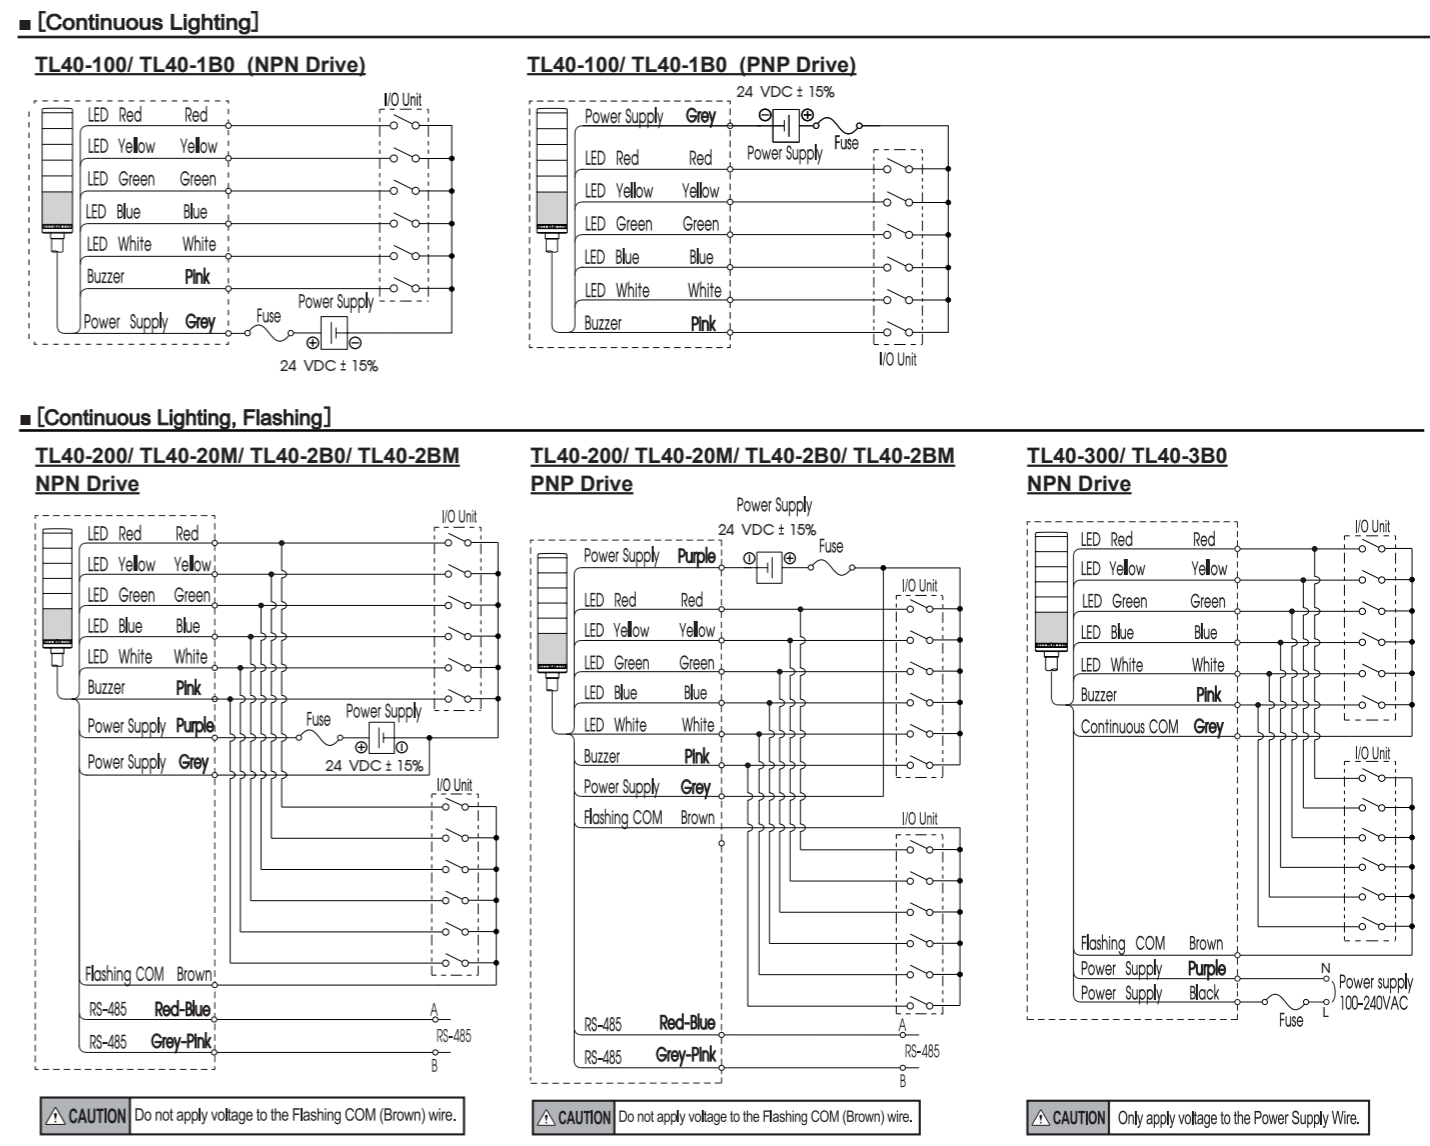 ■ [Continuous Lighting]
TL40-100/ TL40-1B0 (NPN Drive)
I/O Unit
LED Red Red
LED Yellow Yellow
LED Green Green
LED Blue Blue
LED White White
Buzzer Pink
Power Supply Grey
Fuse
Power Supply
⊕ ⊖
24 VDC ± 15%
TL40-100/ TL40-1B0 (PNP Drive)
24 VDC ± 15%
Power Supply Grey
⊖ ⊕
Power Supply
Fuse
LED Red Red
LED Yellow Yellow
LED Green Green
LED Blue Blue
LED White White
Buzzer Pink
I/O Unit
■ [Continuous Lighting, Flashing]
TL40-200/ TL40-20M/ TL40-2B0/ TL40-2BM
NPN Drive
I/O Unit
LED Red Red
LED Yellow Yellow
LED Green Green
LED Blue Blue
LED White White
Buzzer Pink
Power Supply Purple
Fuse
Power Supply
⊕ ⊖
24 VDC ± 15%
Power Supply Grey
I/O Unit
Flashing COM Brown
RS-485 Red-Blue
A
RS-485
RS-485 Grey-Pink
B
⚠ CAUTION Do not apply voltage to the Flashing COM (Brown) wire.
TL40-200/ TL40-20M/ TL40-2B0/ TL40-2BM
PNP Drive
Power Supply
24 VDC ± 15%
Power Supply Purple
⊖ ⊕
Fuse
I/O Unit
LED Red Red
LED Yellow Yellow
LED Green Green
LED Blue Blue
LED White White
Buzzer Pink
Power Supply Grey
Flashing COM Brown
I/O Unit
RS-485 Red-Blue
A
RS-485
RS-485 Grey-Pink
B
⚠ CAUTION Do not apply voltage to the Flashing COM (Brown) wire.
TL40-300/ TL40-3B0
NPN Drive
I/O Unit
LED Red Red
LED Yellow Yellow
LED Green Green
LED Blue Blue
LED White White
Buzzer Pink
Continuous COM Grey
I/O Unit
Flashing COM Brown
Power Supply Purple
N
Power supply
100-240VAC
Power Supply Black
Fuse
L
⚠ CAUTION Only apply voltage to the Power Supply Wire.